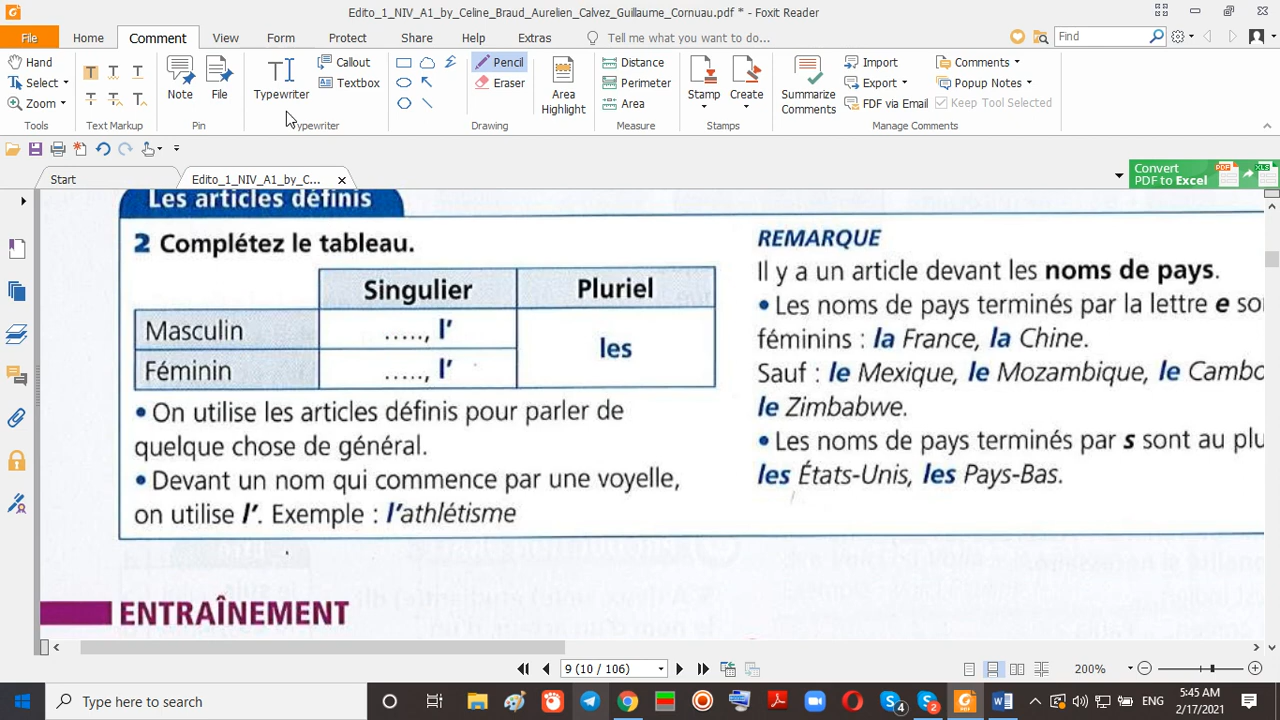 Edito_1_NIV_A1_by_Celine_Braud_Aurelien_Calvez_Guillaume_Cornuau.pdf * - Foxit Reader
File Home Comment View Form Protect Share Help Extras Tell me what you want to do... Find
Hand
Select
Zoom
Tools
Text Markup
Note
File
Pin
Typewriter
Callout
Textbox
Typewriter
Pencil
Eraser
Area
Highlight
Drawing
Distance
Perimeter
Area
Measure
Stamp
Create
Stamps
Summarize
Comments
Import
Export
FDF via Email
Comments
Popup Notes
Keep Tool Selected
Manage Comments
Start
Edito_1_NIV_A1_by_C...
Convert
PDF to Excel
Les articles définis
2 Complétez le tableau.
Singulier Pluriel
Masculin ....., l’
les
Féminin ....., l’
• On utilise les articles définis pour parler de
quelque chose de général.
• Devant un nom qui commence par une voyelle,
on utilise l’. Exemple : l’athlétisme
REMARQUE
Il y a un article devant les noms de pays.
• Les noms de pays terminés par la lettre e so
féminins : la France, la Chine.
Sauf : le Mexique, le Mozambique, le Cambo
le Zimbabwe.
• Les noms de pays terminés par s sont au plu
les États-Unis, les Pays-Bas.
ENTRAÎNEMENT
9 (10 / 106)
200%
Type here to search
ENG
5:45 AM
2/17/2021